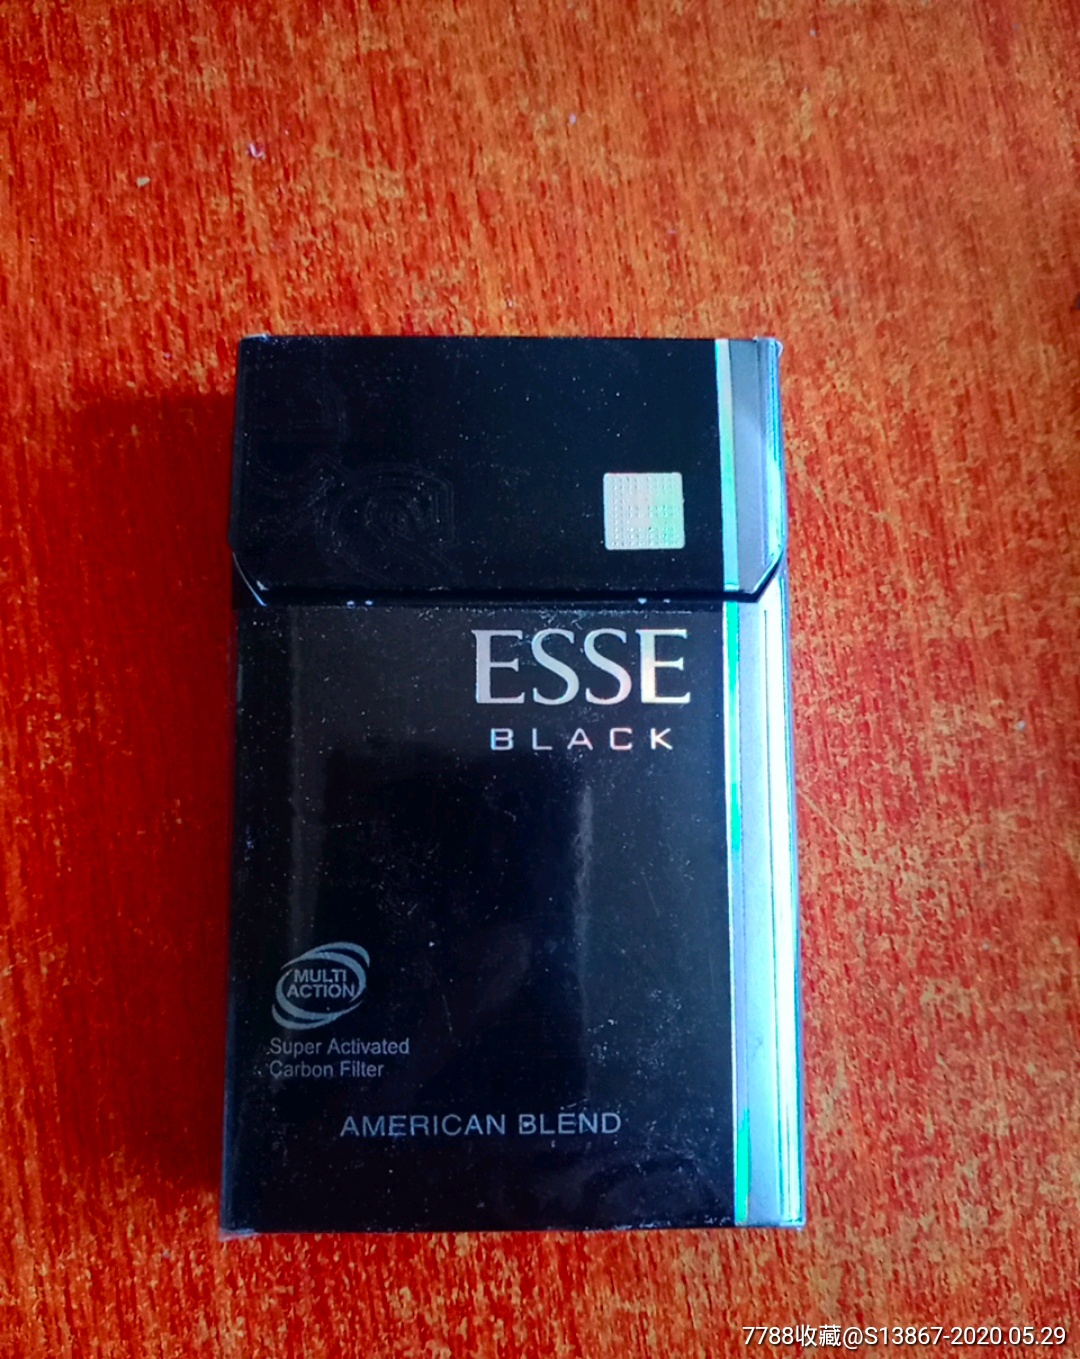 ESSE
BLACK
MULTI
ACTION
Super Activated
Carbon Filter
AMERICAN BLEND
7788收藏@S13867-2020.05.29